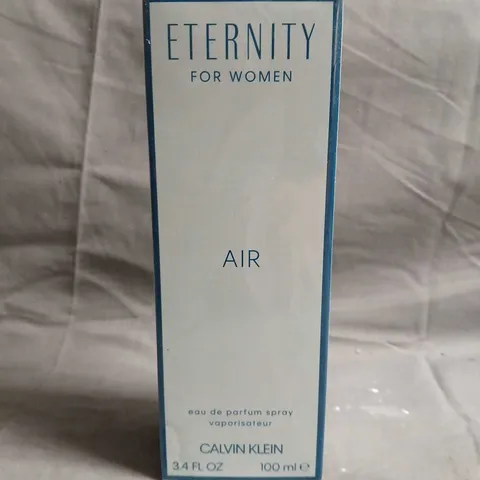 ETERNITY
FOR WOMEN
AIR
eau de parfum spray
vaporisateur
CALVIN KLEIN
3.4 FL OZ 100 ml ℮